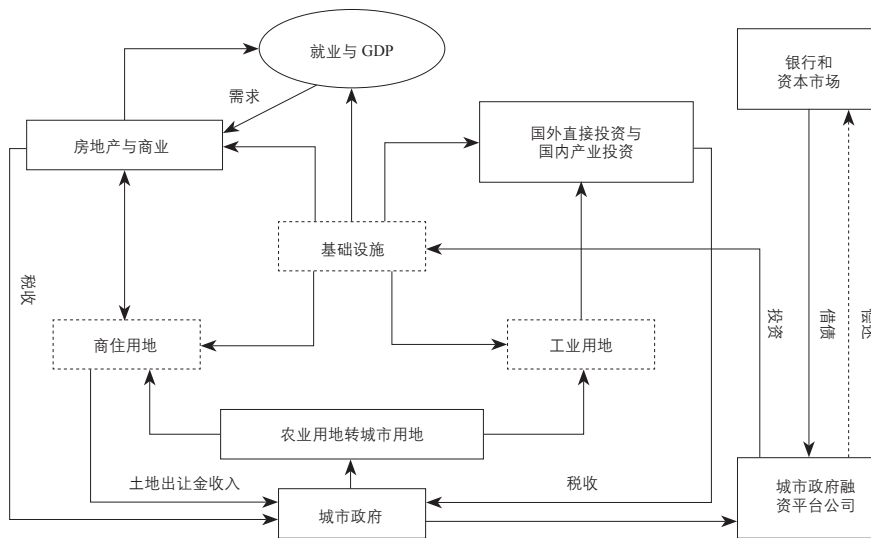 就业与 GDP
银行和
资本市场
需求
房地产与商业
国外直接投资与
国内产业投资
基础设施
税收
投资
借债
偿还
商住用地
工业用地
农业用地转城市用地
土地出让金收入
税收
城市政府
城市政府融
资平台公司